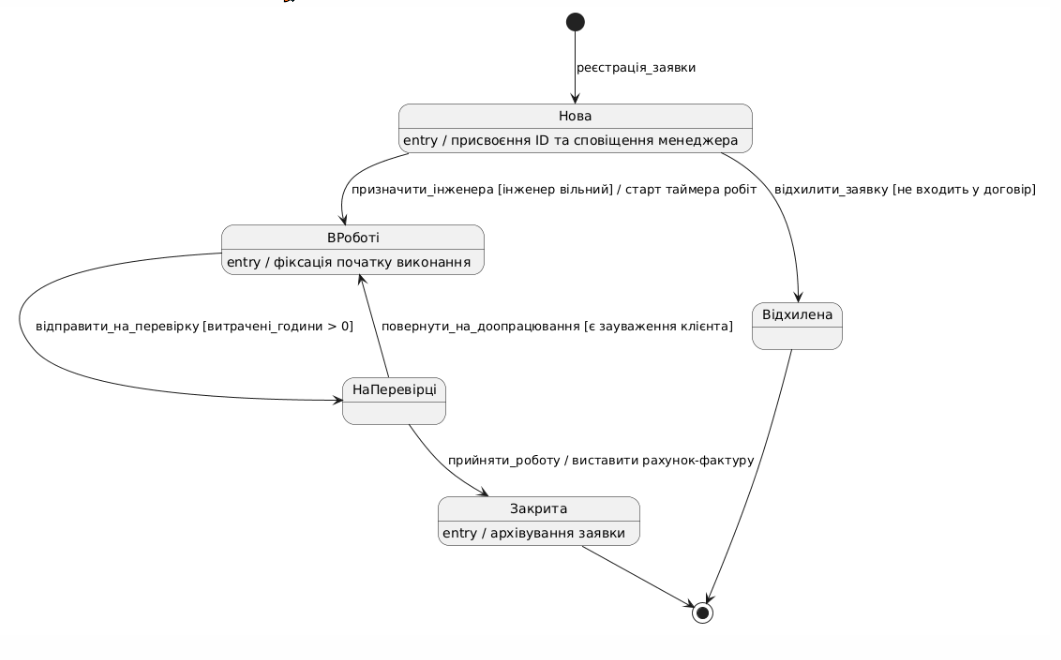 реєстрація_заявки
Нова
entry / присвоєння ID та сповіщення менеджера
призначити_інженера [інженер вільний] / старт таймера робіт
відхилити_заявку [не входить у договір]
ВРоботі
entry / фіксація початку виконання
Відхилена
відправити_на_перевірку [витрачені_години > 0]
повернути_на_доопрацювання [є зауваження клієнта]
НаПеревірці
прийняти_роботу / виставити рахунок-фактуру
Закрита
entry / архівування заявки